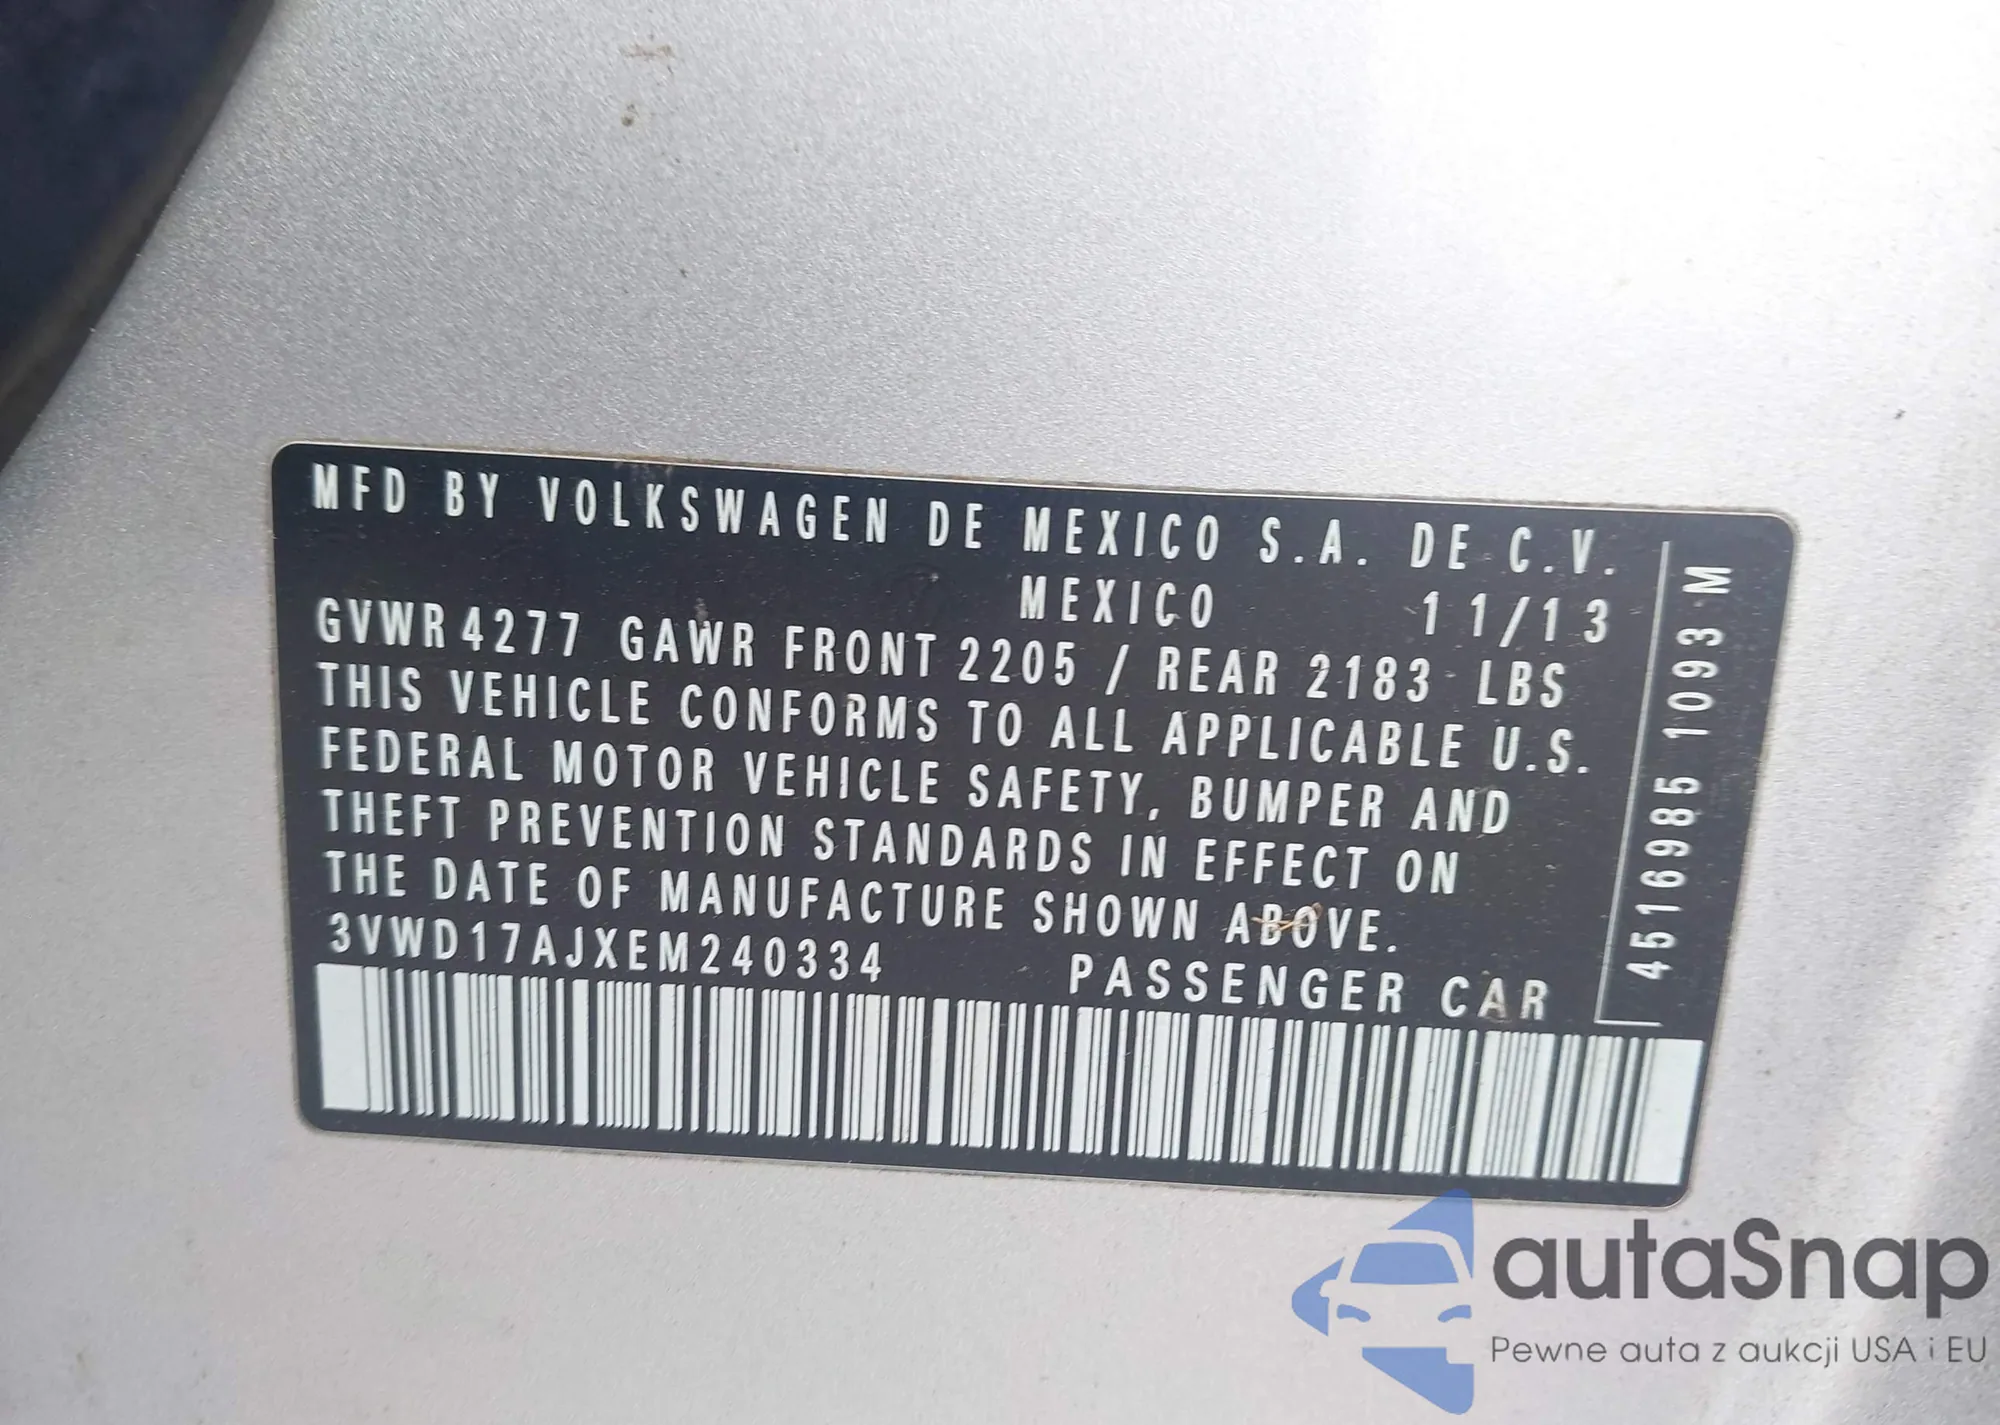 MFD BY VOLKSWAGEN DE MEXICO S.A. DE C.V.
MEXICO 11/13
GVWR 4277 GAWR FRONT 2205 / REAR 2183 LBS
THIS VEHICLE CONFORMS TO ALL APPLICABLE U.S.
FEDERAL MOTOR VEHICLE SAFETY, BUMPER AND
THEFT PREVENTION STANDARDS IN EFFECT ON
THE DATE OF MANUFACTURE SHOWN ABOVE.
3VWD17AJXEM240334 PASSENGER CAR
4516985 1093 M
autaSnap
Pewne auta z aukcji USA i EU